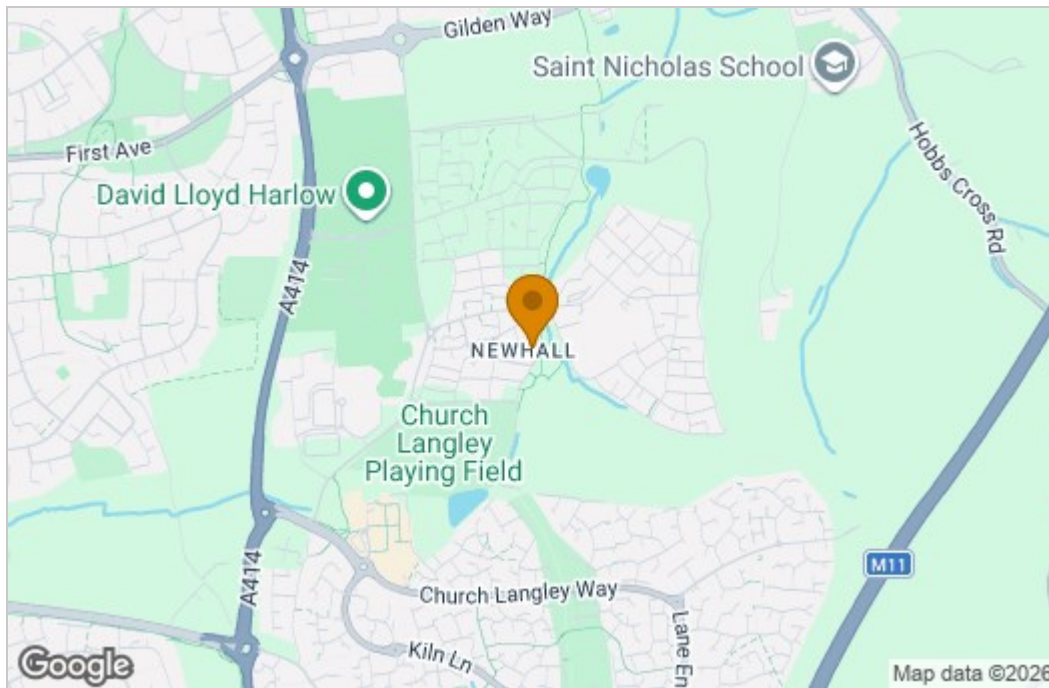 Gilden Way
Saint Nicholas School
First Ave
Hobbs Cross Rd
David Lloyd Harlow
A414
NEWHALL
Church
Langley
Playing Field
M11
A414
Church Langley Way
Lane En
Kiln Ln
Google
Map data ©2026